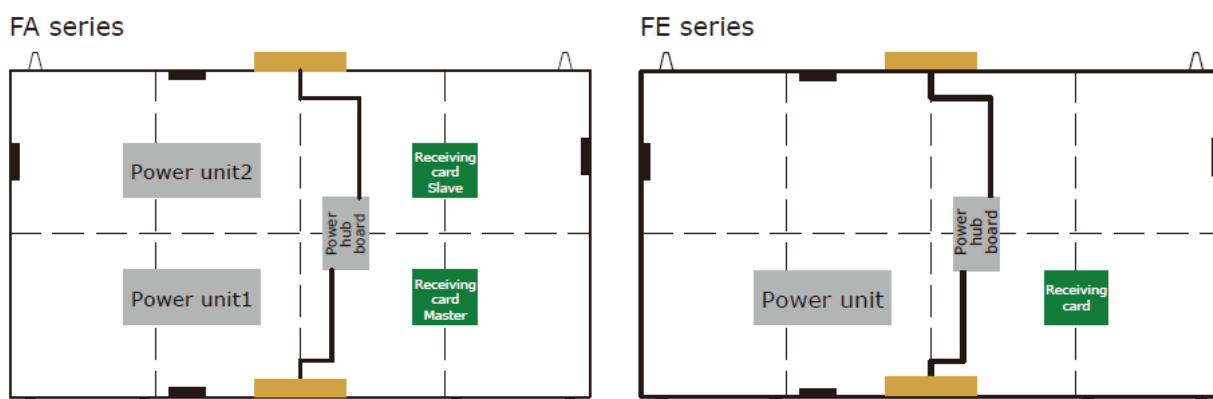 FA series
Power unit2
Receiving
card
Slave
Power
hub
board
Power unit1
Receiving
card
Master
FE series
Power
hub
board
Power unit
Receiving
card